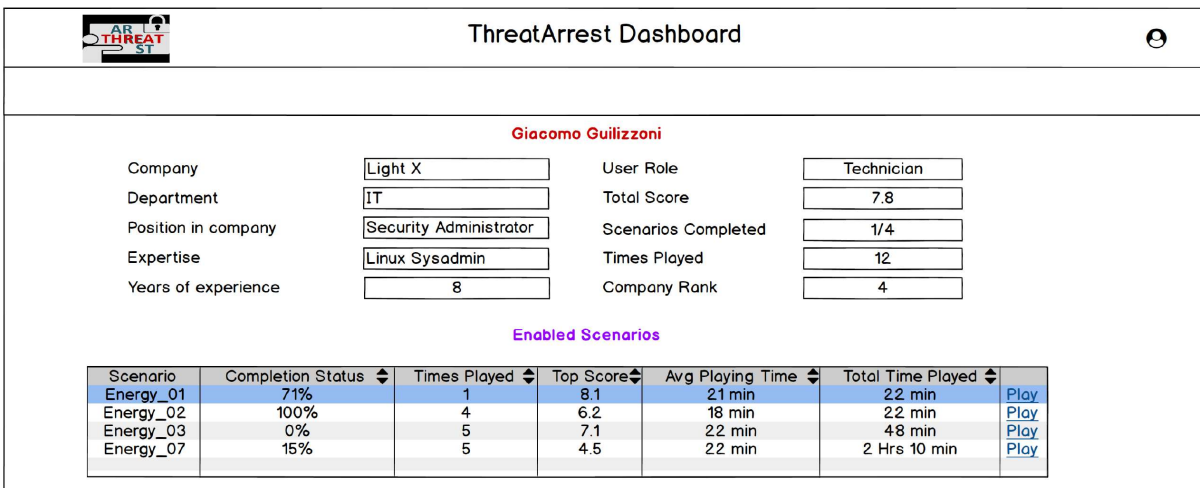 AR
THREAT
ST
ThreatArrest Dashboard
Giacomo Guilizzoni
Company Light X User Role Technician
Department IT Total Score 7.8
Position in company Security Administrator Scenarios Completed 1/4
Expertise Linux Sysadmin Times Played 12
Years of experience 8 Company Rank 4
Enabled Scenarios
Scenario Completion Status Times Played Top Score Avg Playing Time Total Time Played
Energy_01 71% 1 8.1 21 min 22 min Play
Energy_02 100% 4 6.2 18 min 22 min Play
Energy_03 0% 5 7.1 22 min 48 min Play
Energy_07 15% 5 4.5 22 min 2 Hrs 10 min Play